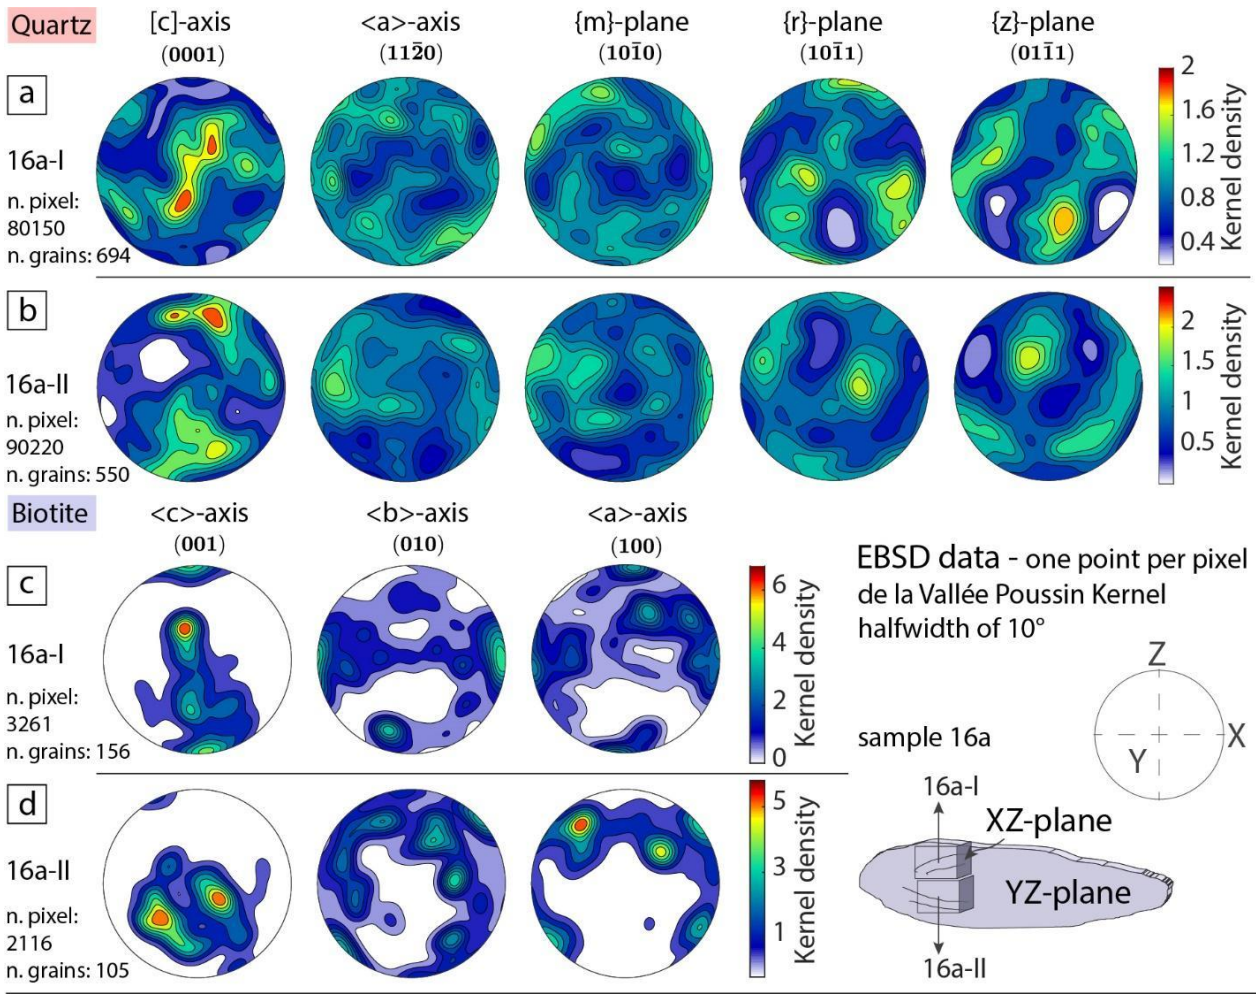 Quartz
[c]-axis
(0001)
<a>-axis
(112̄0)
{m}-plane
(101̄0)
{r}-plane
(101̄1)
{z}-plane
(011̄1)
a
16a-I
n. pixel:
80150
n. grains: 694
2
1.6
1.2
0.8
0.4
Kernel density
b
16a-II
n. pixel:
90220
n. grains: 550
2
1.5
1
0.5
Kernel density
Biotite
<c>-axis
(001)
<b>-axis
(010)
<a>-axis
(100)
c
16a-I
n. pixel:
3261
n. grains: 156
6
4
2
0
Kernel density
d
16a-II
n. pixel:
2116
n. grains: 105
5
3
1
Kernel density
EBSD data - one point per pixel
de la Vallée Poussin Kernel
halfwidth of 10°
Z
X
Y
sample 16a
16a-I
XZ-plane
YZ-plane
16a-II